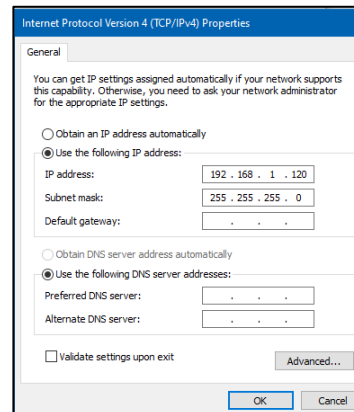 Internet Protocol Version 4 (TCP/IPv4) Properties
General
You can get IP settings assigned automatically if your network supports
this capability. Otherwise, you need to ask your network administrator
for the appropriate IP settings.
Obtain an IP address automatically
Use the following IP address:
IP address: 192 . 168 . 1 . 120
Subnet mask: 255 . 255 . 255 . 0
Default gateway: . . .
Obtain DNS server address automatically
Use the following DNS server addresses:
Preferred DNS server: . . .
Alternate DNS server: . . .
Validate settings upon exit
Advanced...
OK Cancel